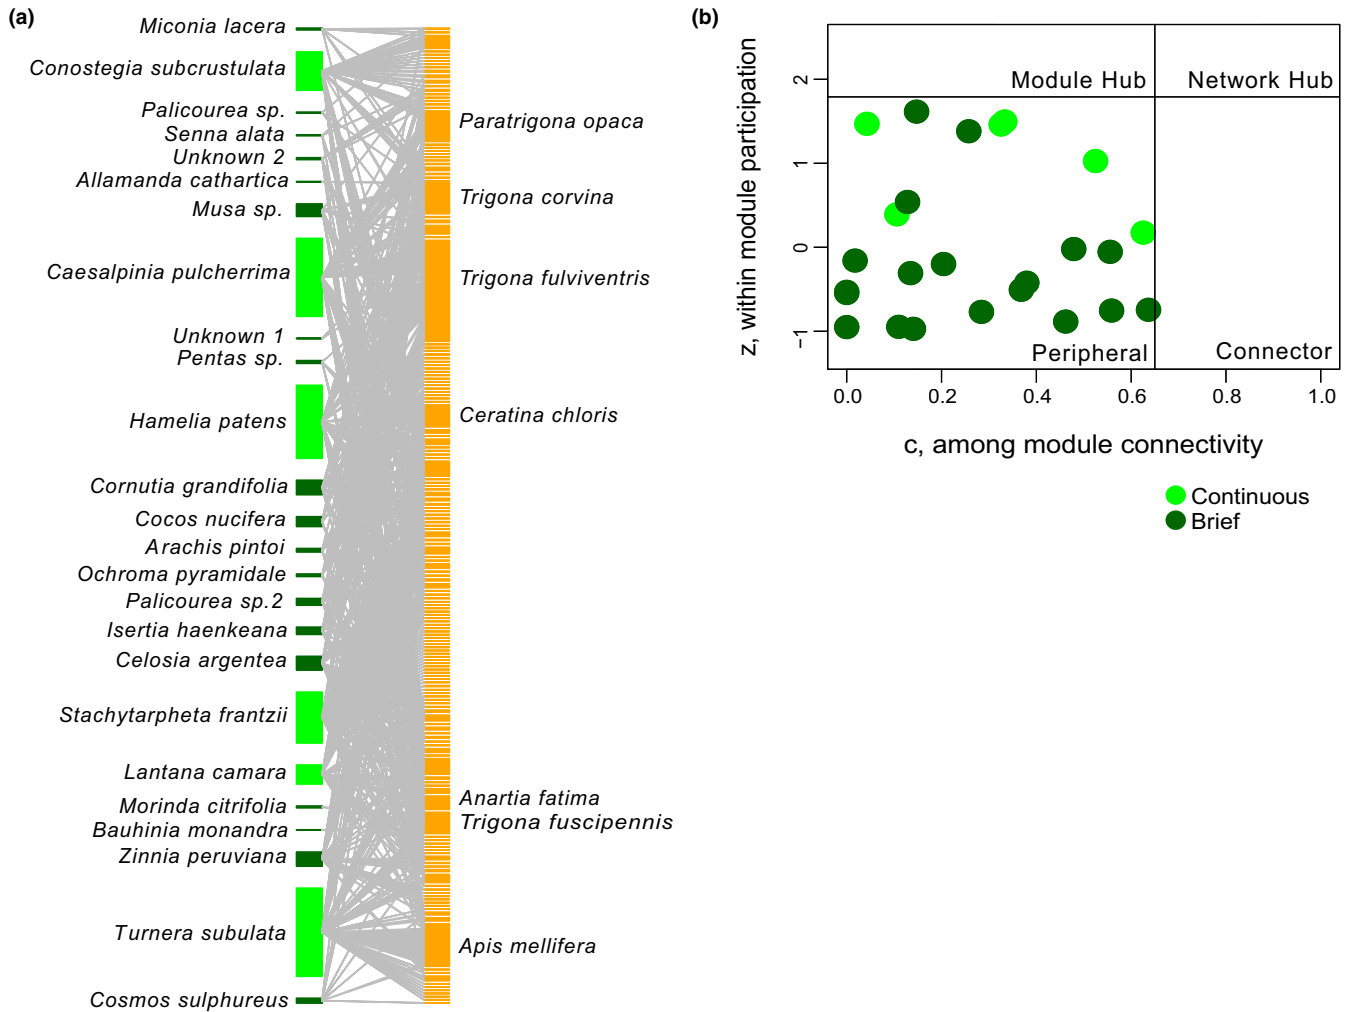 (a)
Miconia lacera
Conostegia subcrustulata
Palicourea sp.
Senna alata
Unknown 2
Allamanda cathartica
Musa sp.
Caesalpinia pulcherrima
Unknown 1
Pentas sp.
Hamelia patens
Cornutia grandifolia
Cocos nucifera
Arachis pintoi
Ochroma pyramidale
Palicourea sp.2
Isertia haenkeana
Celosia argentea
Stachytarpheta frantzii
Lantana camara
Morinda citrifolia
Bauhinia monandra
Zinnia peruviana
Turnera subulata
Cosmos sulphureus
Paratrigona opaca
Trigona corvina
Trigona fulviventris
Ceratina chloris
Anartia fatima
Trigona fuscipennis
Apis mellifera
(b)
z, within module participation
2
1
0
−1
Module Hub
Network Hub
Peripheral
Connector
0.0
0.2
0.4
0.6
0.8
1.0
c, among module connectivity
Continuous
Brief